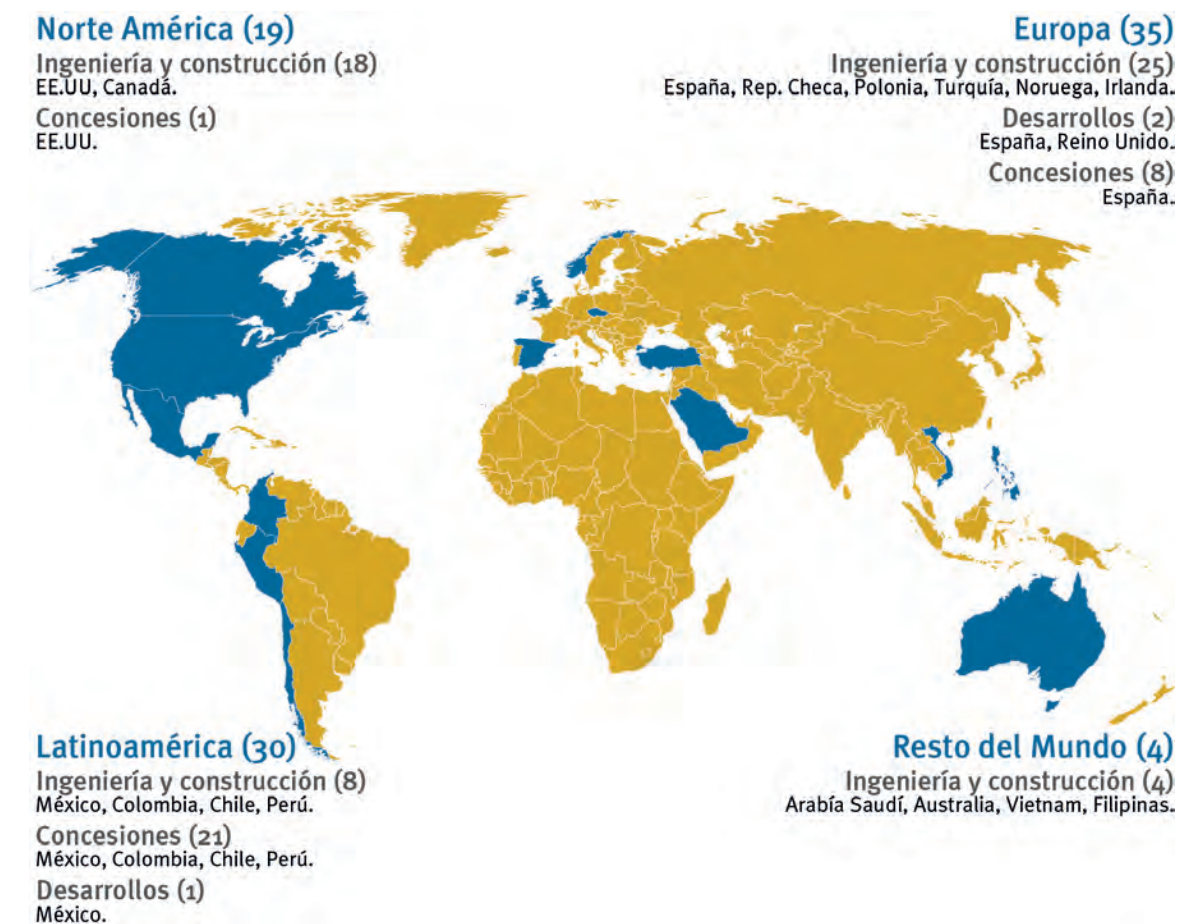 Norte América (19)
Ingeniería y construcción (18)
EE.UU, Canadá.
Concesiones (1)
EE.UU.
Europa (35)
Ingeniería y construcción (25)
España, Rep. Checa, Polonia, Turquía, Noruega, Irlanda.
Desarrollos (2)
España, Reino Unido.
Concesiones (8)
España.
Latinoamérica (30)
Ingeniería y construcción (8)
México, Colombia, Chile, Perú.
Concesiones (21)
México, Colombia, Chile, Perú.
Desarrollos (1)
México.
Resto del Mundo (4)
Ingeniería y construcción (4)
Arabía Saudí, Australia, Vietnam, Filipinas.